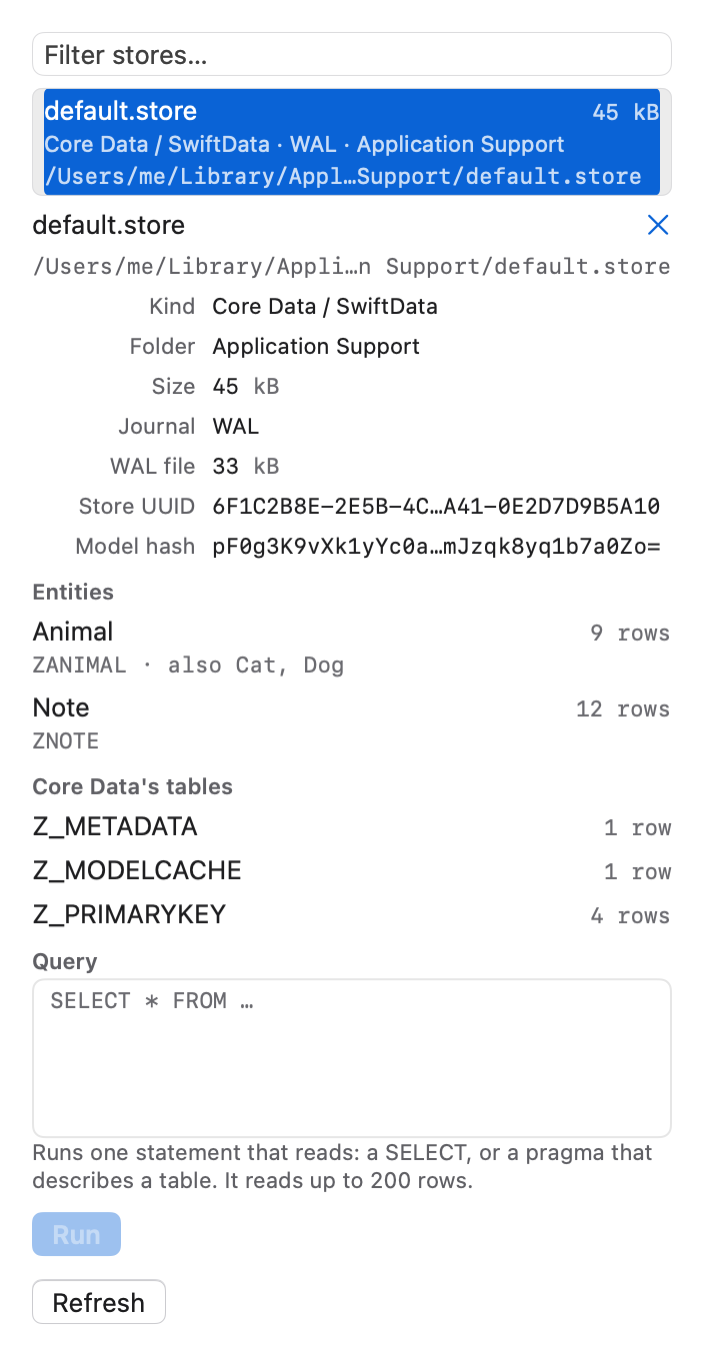 Filter stores…
default.store 45 kB
Core Data / SwiftData · WAL · Application Support
/Users/me/Library/Appl…Support/default.store
default.store
/Users/me/Library/Appli…n Support/default.store
Kind Core Data / SwiftData
Folder Application Support
Size 45 kB
Journal WAL
WAL file 33 kB
Store UUID 6F1C2B8E-2E5B-4C…A41-0E2D7D9B5A10
Model hash pF0g3K9vXk1yYc0a…mJzqk8yq1b7a0Zo=
Entities
Animal 9 rows
ZANIMAL · also Cat, Dog
Note 12 rows
ZNOTE
Core Data's tables
Z_METADATA 1 row
Z_MODELCACHE 1 row
Z_PRIMARYKEY 4 rows
Query
SELECT * FROM …
Runs one statement that reads: a SELECT, or a pragma that
describes a table. It reads up to 200 rows.
Run
Refresh